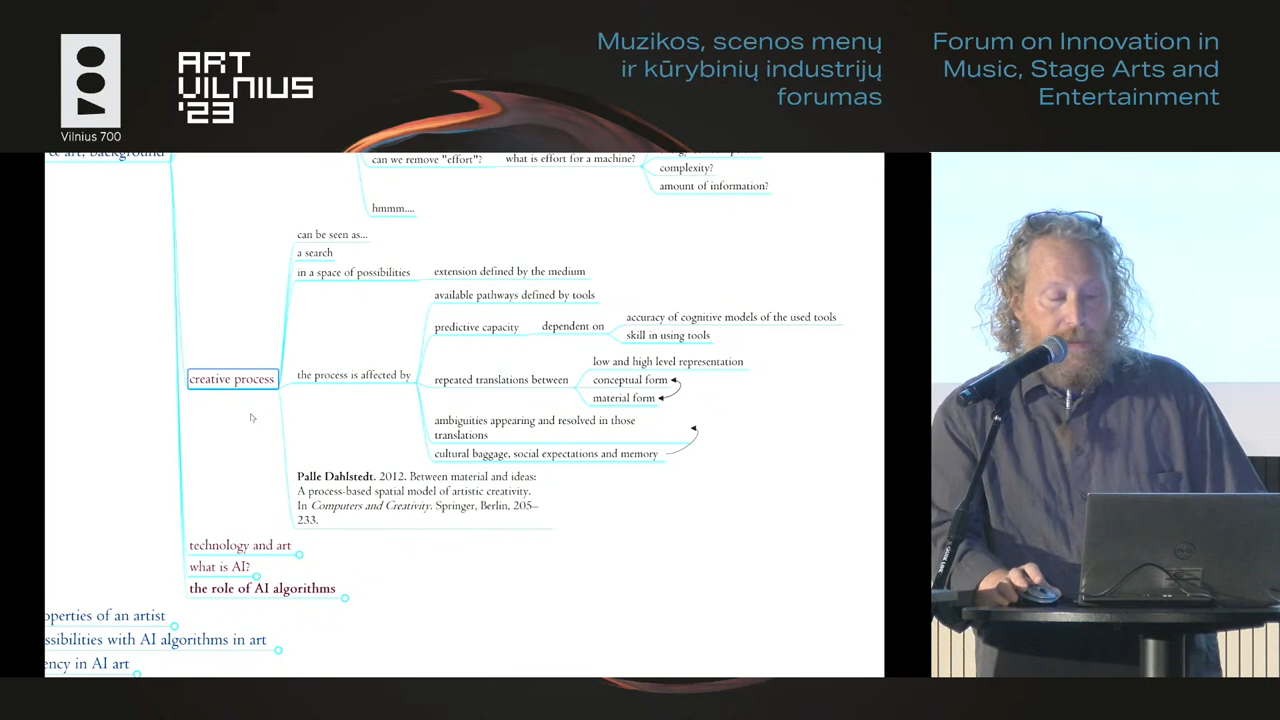 Vilnius 700
ART
VILNIUS
'23
Muzikos, scenos menų
ir kūrybinių industrijų
forumas
Forum on Innovation in
Music, Stage Arts and
Entertainment
& art, background
can we remove "effort"?
what is effort for a machine?
complexity?
amount of information?
hmmm....
can be seen as...
a search
in a space of possibilities
extension defined by the medium
available pathways defined by tools
predictive capacity
dependent on
accuracy of cognitive models of the used tools
skill in using tools
creative process
the process is affected by
repeated translations between
low and high level representation
conceptual form
material form
ambiguities appearing and resolved in those
translations
cultural baggage, social expectations and memory
Palle Dahlstedt. 2012. Between material and ideas:
A process-based spatial model of artistic creativity.
In Computers and Creativity. Springer, Berlin, 205–
233.
technology and art
what is AI?
the role of AI algorithms
operties of an artist
ssibilities with AI algorithms in art
ency in AI art
DELL